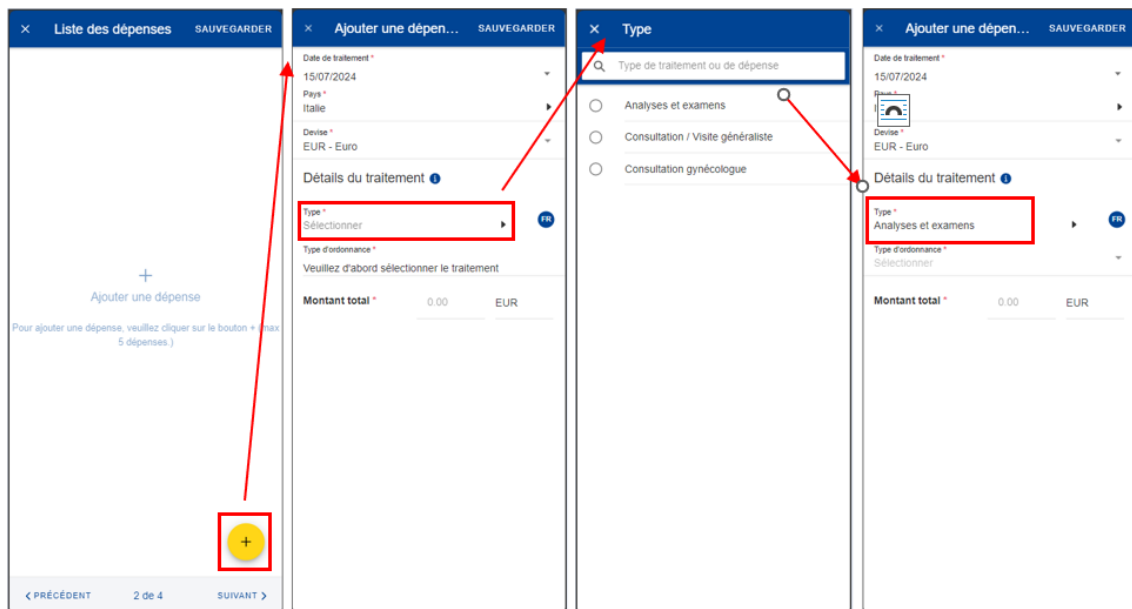 Liste des dépenses SAUVEGARDER
+
Ajouter une dépense
Pour ajouter une dépense, veuillez cliquer sur le bouton + (max
5 dépenses.)
+
PRÉCÉDENT 2 de 4 SUIVANT
Ajouter une dépen... SAUVEGARDER
Date de traitement *
15/07/2024
Pays *
Italie
Devise *
EUR - Euro
Détails du traitement i
Type *
Sélectionner
FR
Type d'ordonnance *
Veuillez d'abord sélectionner le traitement
Montant total * 0.00 EUR
Type
Type de traitement ou de dépense
Analyses et examens
Consultation / Visite généraliste
Consultation gynécologue
Ajouter une dépen... SAUVEGARDER
Date de traitement *
15/07/2024
Devise *
EUR - Euro
Détails du traitement i
Type *
Analyses et examens
FR
Type d'ordonnance *
Sélectionner
Montant total * 0.00 EUR